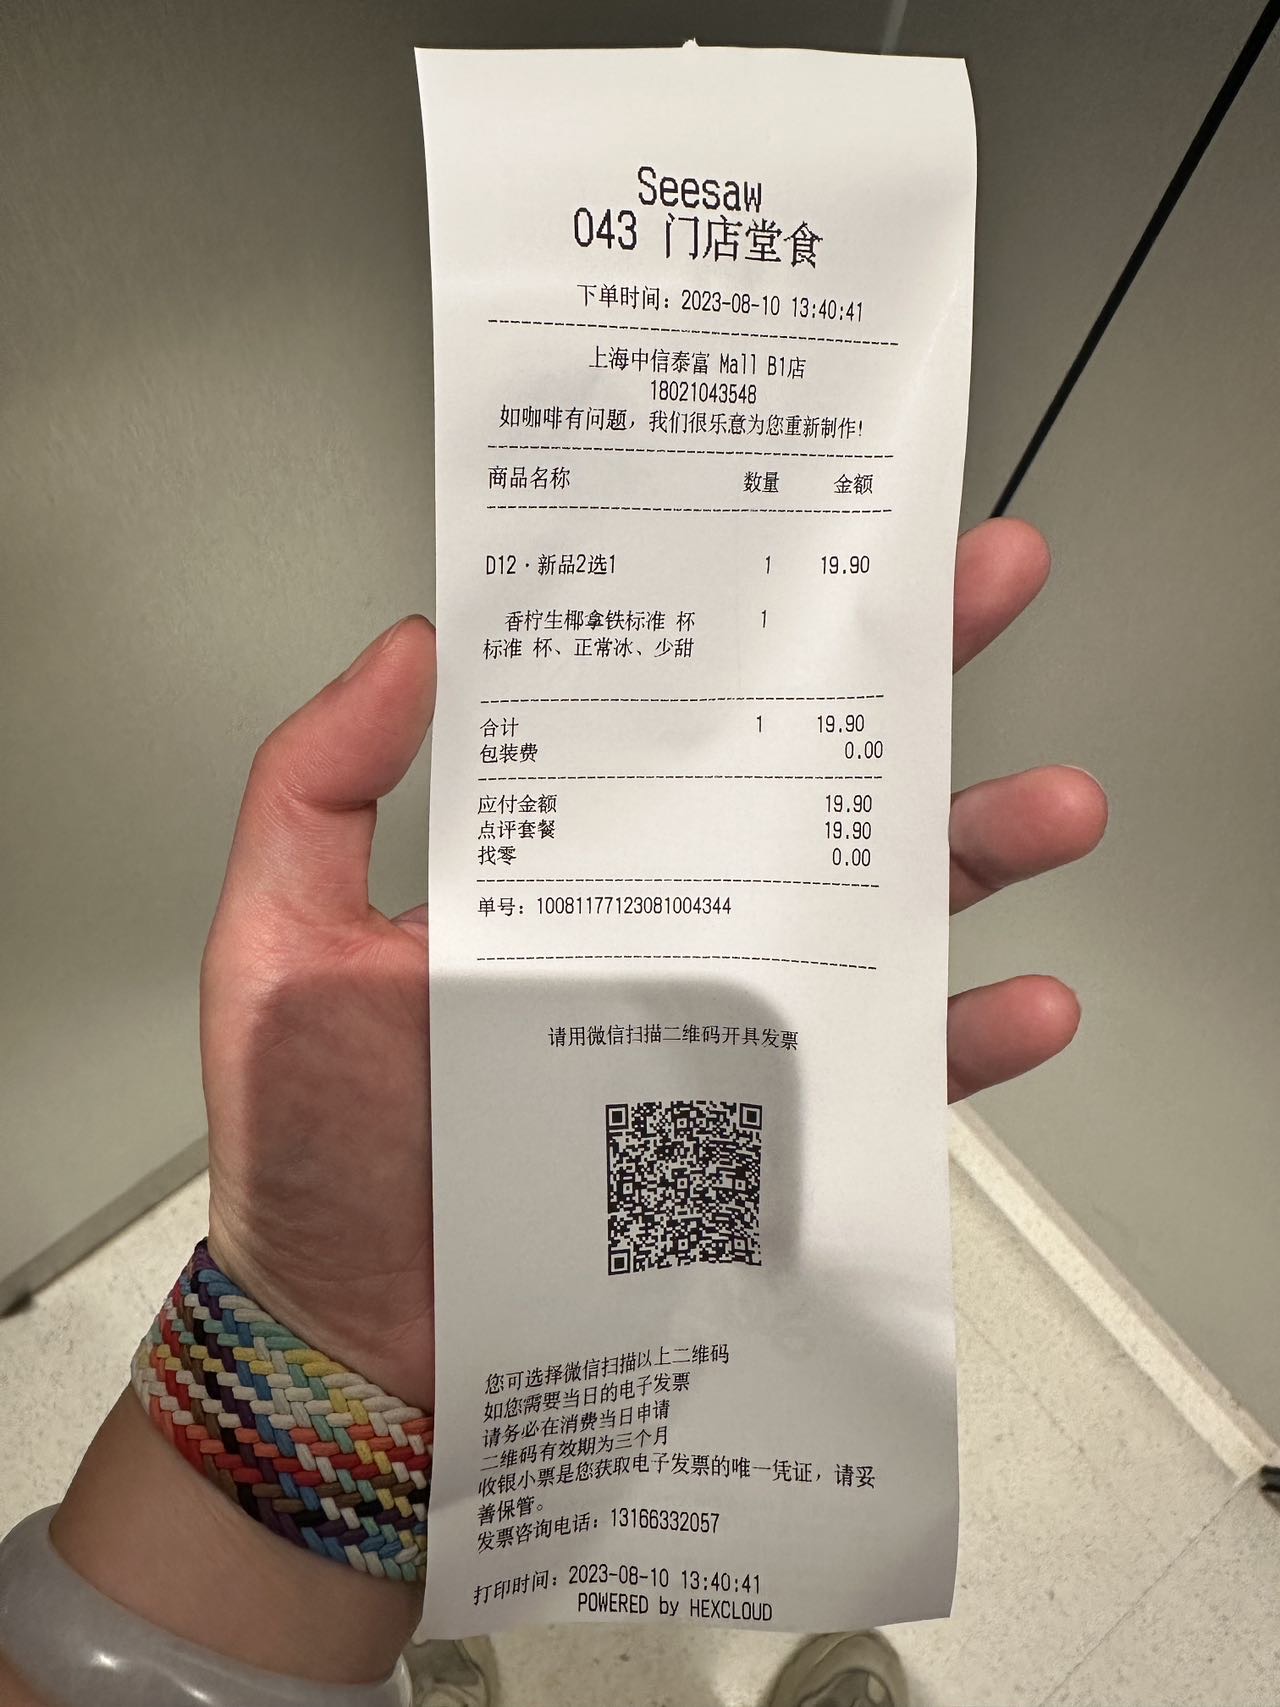 Seesaw
043 门店堂食
下单时间：2023-08-10 13:40:41
上海中信泰富 Mall B1店
18021043548
如咖啡有问题，我们很乐意为您重新制作!
商品名称 数量 金额
D12·新品2选1 1 19.90
香柠生椰拿铁标准 杯 1
标准 杯、正常冰、少甜
合计 1 19.90
包装费 0.00
应付金额 19.90
点评套餐 19.90
找零 0.00
单号：10081177123081004344
请用微信扫描二维码开具发票
您可选择微信扫描以上二维码
如您需要当日的电子发票
请务必在消费当日申请
二维码有效期为三个月
收银小票是您获取电子发票的唯一凭证，请妥
善保管。
发票咨询电话：13166332057
打印时间：2023-08-10 13:40:41
POWERED by HEXCLOUD